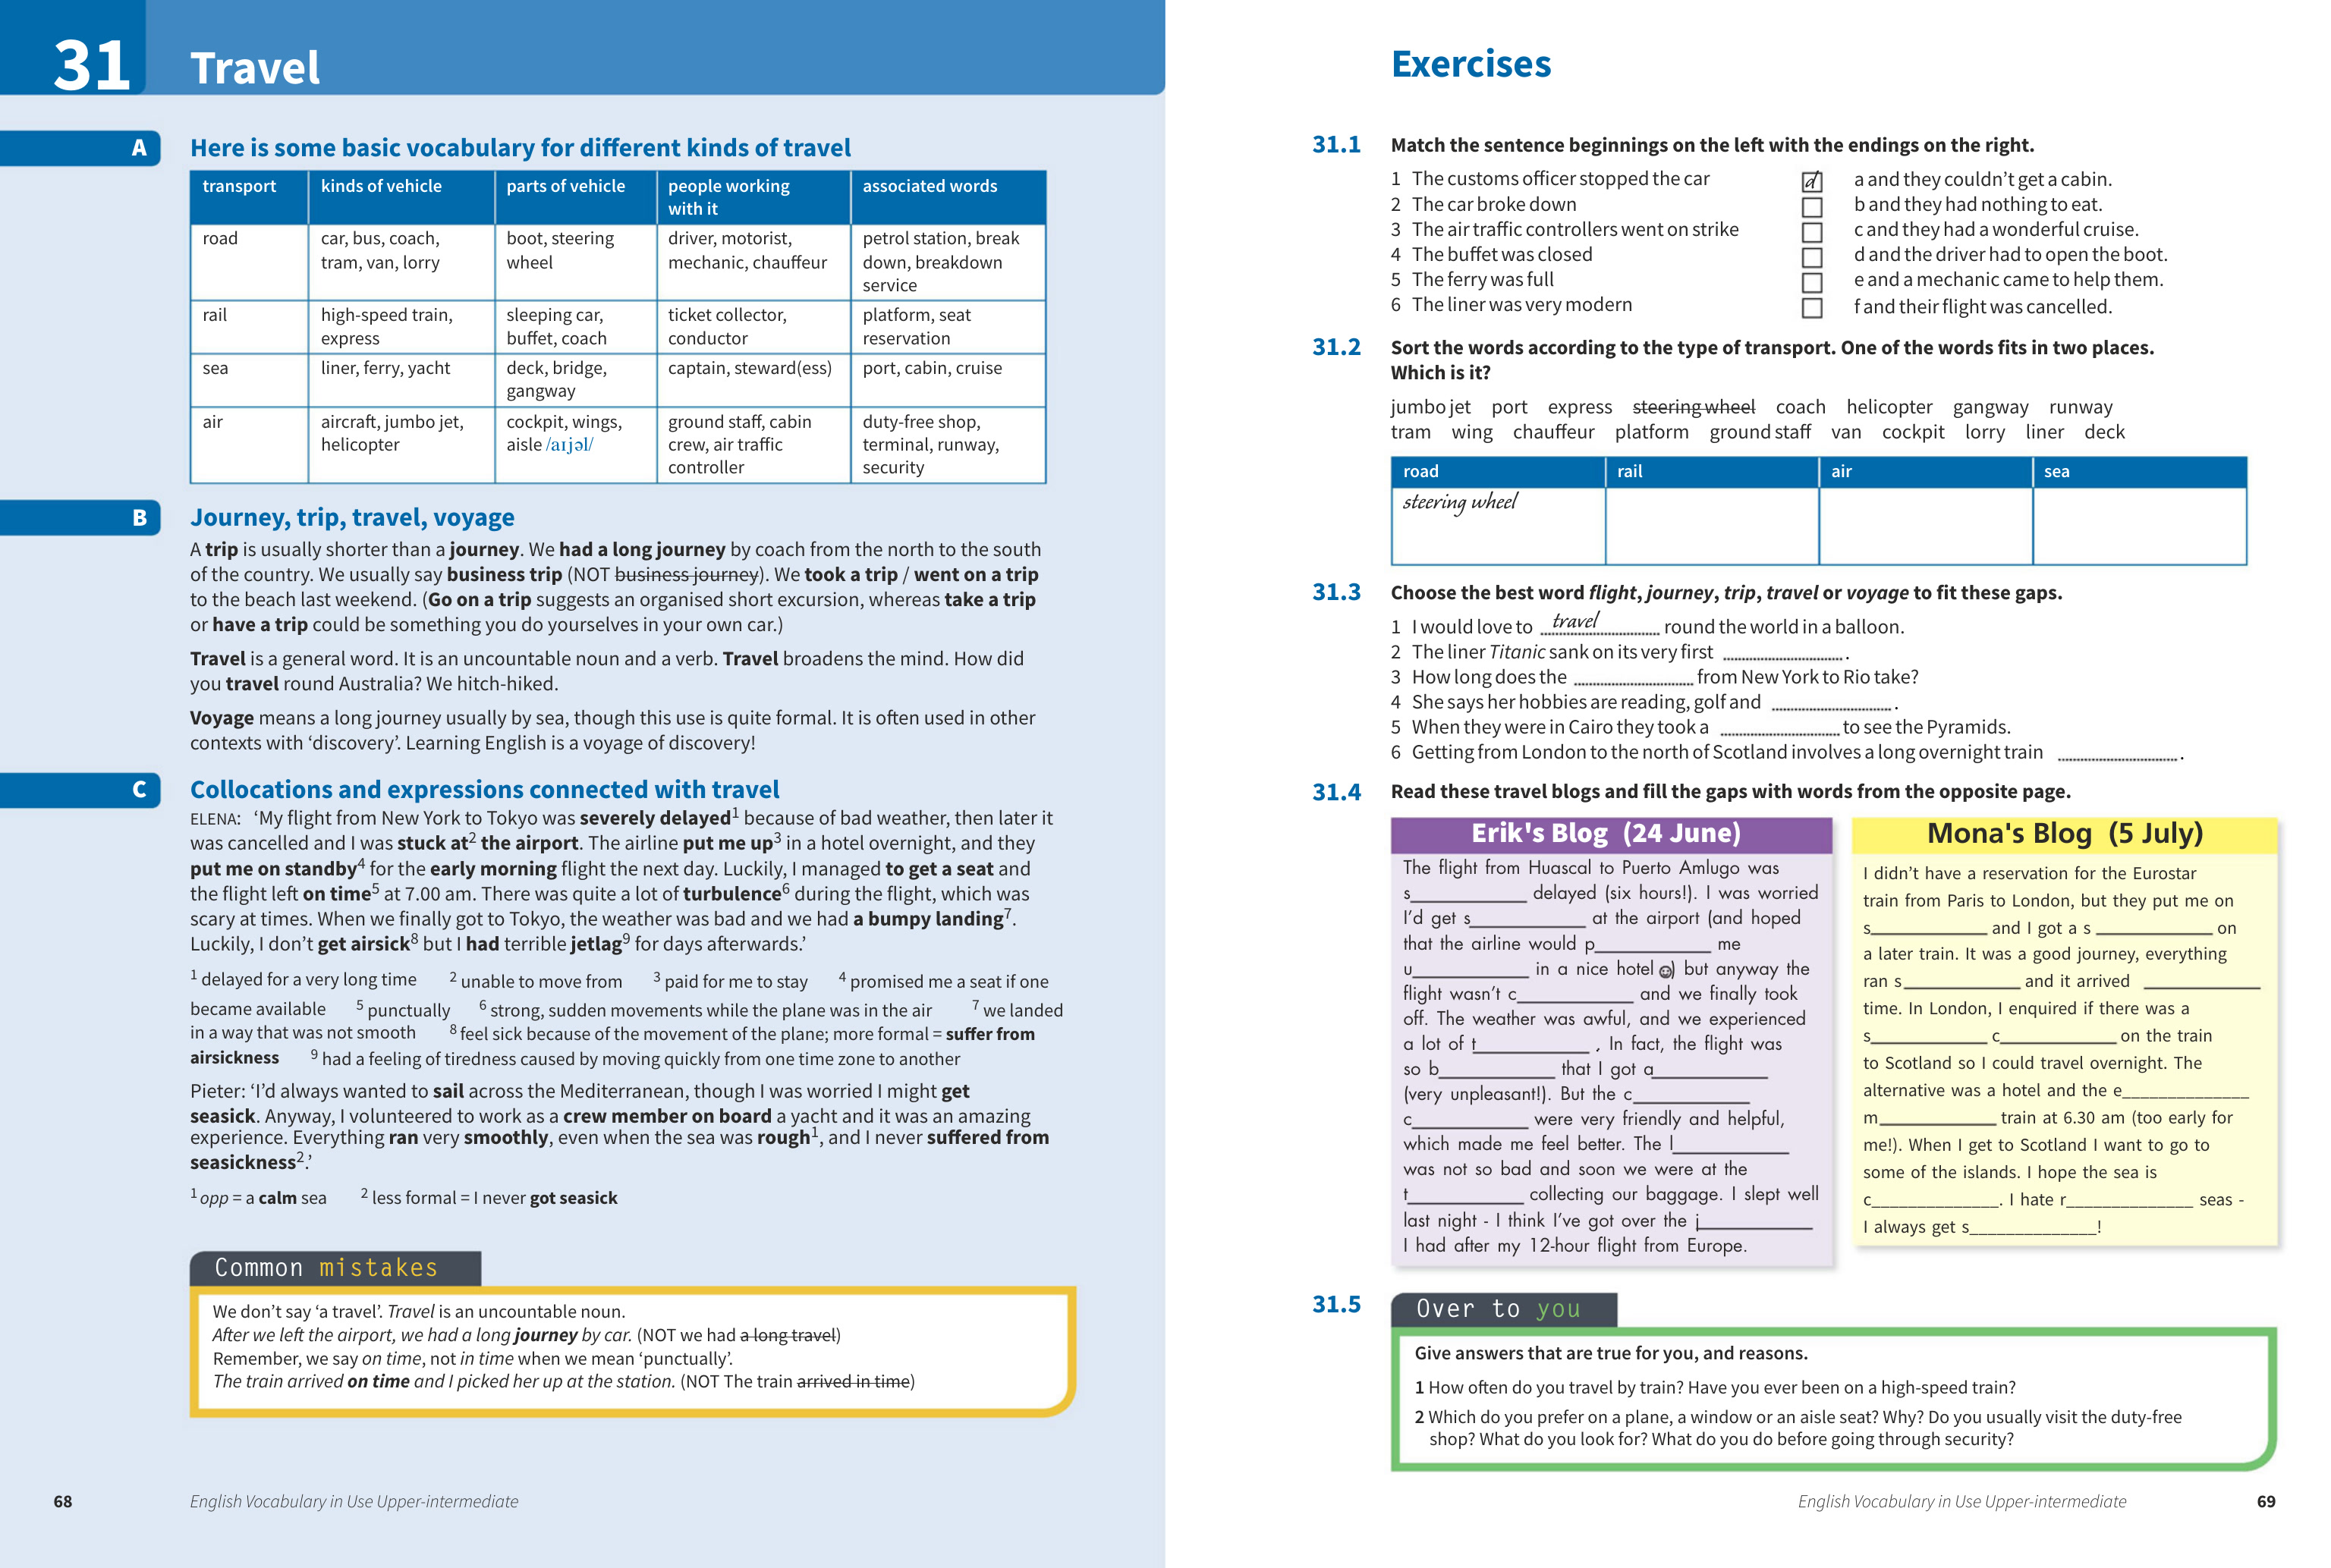 31
Travel
A
Here is some basic vocabulary for different kinds of travel
transport kinds of vehicle parts of vehicle people working with it associated words
road car, bus, coach, tram, van, lorry boot, steering wheel driver, motorist, mechanic, chauffeur petrol station, break down, breakdown service
rail high-speed train, express sleeping car, buffet, coach ticket collector, conductor platform, seat reservation
sea liner, ferry, yacht deck, bridge, gangway captain, steward(ess) port, cabin, cruise
air aircraft, jumbo jet, helicopter cockpit, wings, aisle /aɪjəl/ ground staff, cabin crew, air traffic controller duty-free shop, terminal, runway, security
B
Journey, trip, travel, voyage
A trip is usually shorter than a journey. We had a long journey by coach from the north to the south
of the country. We usually say business trip (NOT business journey). We took a trip / went on a trip
to the beach last weekend. (Go on a trip suggests an organised short excursion, whereas take a trip
or have a trip could be something you do yourselves in your own car.)
Travel is a general word. It is an uncountable noun and a verb. Travel broadens the mind. How did
you travel round Australia? We hitch-hiked.
Voyage means a long journey usually by sea, though this use is quite formal. It is often used in other
contexts with ‘discovery’. Learning English is a voyage of discovery!
C
Collocations and expressions connected with travel
ELENA: ‘My flight from New York to Tokyo was severely delayed1 because of bad weather, then later it
was cancelled and I was stuck at2 the airport. The airline put me up3 in a hotel overnight, and they
put me on standby4 for the early morning flight the next day. Luckily, I managed to get a seat and
the flight left on time5 at 7.00 am. There was quite a lot of turbulence6 during the flight, which was
scary at times. When we finally got to Tokyo, the weather was bad and we had a bumpy landing7.
Luckily, I don’t get airsick8 but I had terrible jetlag9 for days afterwards.’
1 delayed for a very long time 2 unable to move from 3 paid for me to stay 4 promised me a seat if one
became available 5 punctually 6 strong, sudden movements while the plane was in the air 7 we landed
in a way that was not smooth 8 feel sick because of the movement of the plane; more formal = suffer from
airsickness 9 had a feeling of tiredness caused by moving quickly from one time zone to another
Pieter: ‘I’d always wanted to sail across the Mediterranean, though I was worried I might get
seasick. Anyway, I volunteered to work as a crew member on board a yacht and it was an amazing
experience. Everything ran very smoothly, even when the sea was rough1, and I never suffered from
seasickness2.’
1 opp = a calm sea 2 less formal = I never got seasick
Common mistakes
We don’t say ‘a travel’. Travel is an uncountable noun.
After we left the airport, we had a long journey by car. (NOT we had a long travel)
Remember, we say on time, not in time when we mean ‘punctually’.
The train arrived on time and I picked her up at the station. (NOT The train arrived in time)
68 English Vocabulary in Use Upper-intermediate
Exercises
31.1 Match the sentence beginnings on the left with the endings on the right.
1 The customs officer stopped the car d a and they couldn’t get a cabin.
2 The car broke down b and they had nothing to eat.
3 The air traffic controllers went on strike c and they had a wonderful cruise.
4 The buffet was closed d and the driver had to open the boot.
5 The ferry was full e and a mechanic came to help them.
6 The liner was very modern f and their flight was cancelled.
31.2 Sort the words according to the type of transport. One of the words fits in two places.
Which is it?
jumbo jet port express steering wheel coach helicopter gangway runway
tram wing chauffeur platform ground staff van cockpit lorry liner deck
road rail air sea
steering wheel
31.3 Choose the best word flight, journey, trip, travel or voyage to fit these gaps.
1 I would love to travel round the world in a balloon.
2 The liner Titanic sank on its very first .................... .
3 How long does the .................... from New York to Rio take?
4 She says her hobbies are reading, golf and .................... .
5 When they were in Cairo they took a .................... to see the Pyramids.
6 Getting from London to the north of Scotland involves a long overnight train .................... .
31.4 Read these travel blogs and fill the gaps with words from the opposite page.
Erik's Blog (24 June)
The flight from Huascal to Puerto Amlugo was
s____________ delayed (six hours!). I was worried
I’d get s____________ at the airport (and hoped
that the airline would p____________ me
u____________ in a nice hotel ☺) but anyway the
flight wasn’t c____________ and we finally took
off. The weather was awful, and we experienced
a lot of t____________ . In fact, the flight was
so b____________ that I got a____________
(very unpleasant!). But the c____________
c____________ were very friendly and helpful,
which made me feel better. The l____________
was not so bad and soon we were at the
t____________ collecting our baggage. I slept well
last night - I think I’ve got over the j____________
I had after my 12-hour flight from Europe.
Mona's Blog (5 July)
I didn’t have a reservation for the Eurostar
train from Paris to London, but they put me on
s____________ and I got a s ____________ on
a later train. It was a good journey, everything
ran s____________ and it arrived ____________
time. In London, I enquired if there was a
s____________ c____________ on the train
to Scotland so I could travel overnight. The
alternative was a hotel and the e____________
m____________ train at 6.30 am (too early for
me!). When I get to Scotland I want to go to
some of the islands. I hope the sea is
c____________. I hate r____________ seas -
I always get s____________!
31.5 Over to you
Give answers that are true for you, and reasons.
1 How often do you travel by train? Have you ever been on a high-speed train?
2 Which do you prefer on a plane, a window or an aisle seat? Why? Do you usually visit the duty-free
shop? What do you look for? What do you do before going through security?
English Vocabulary in Use Upper-intermediate 69